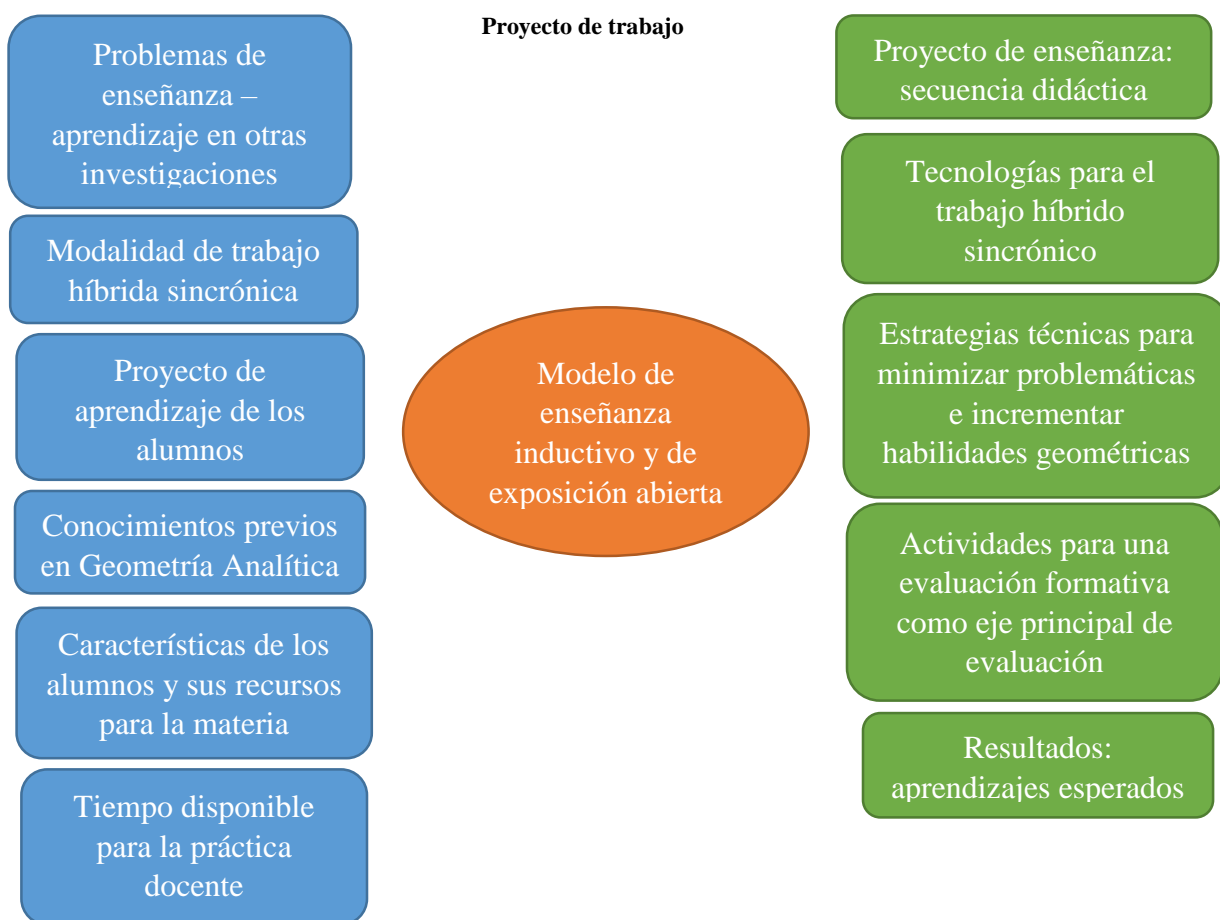 Proyecto de trabajo
Problemas de
enseñanza –
aprendizaje en otras
investigaciones
Modalidad de trabajo
híbrida sincrónica
Proyecto de
aprendizaje de los
alumnos
Conocimientos previos
en Geometría Analítica
Características de los
alumnos y sus recursos
para la materia
Tiempo disponible
para la práctica
docente
Modelo de
enseñanza
inductivo y de
exposición abierta
Proyecto de enseñanza:
secuencia didáctica
Tecnologías para el
trabajo híbrido
sincrónico
Estrategias técnicas para
minimizar problemáticas
e incrementar
habilidades geométricas
Actividades para una
evaluación formativa
como eje principal de
evaluación
Resultados:
aprendizajes esperados